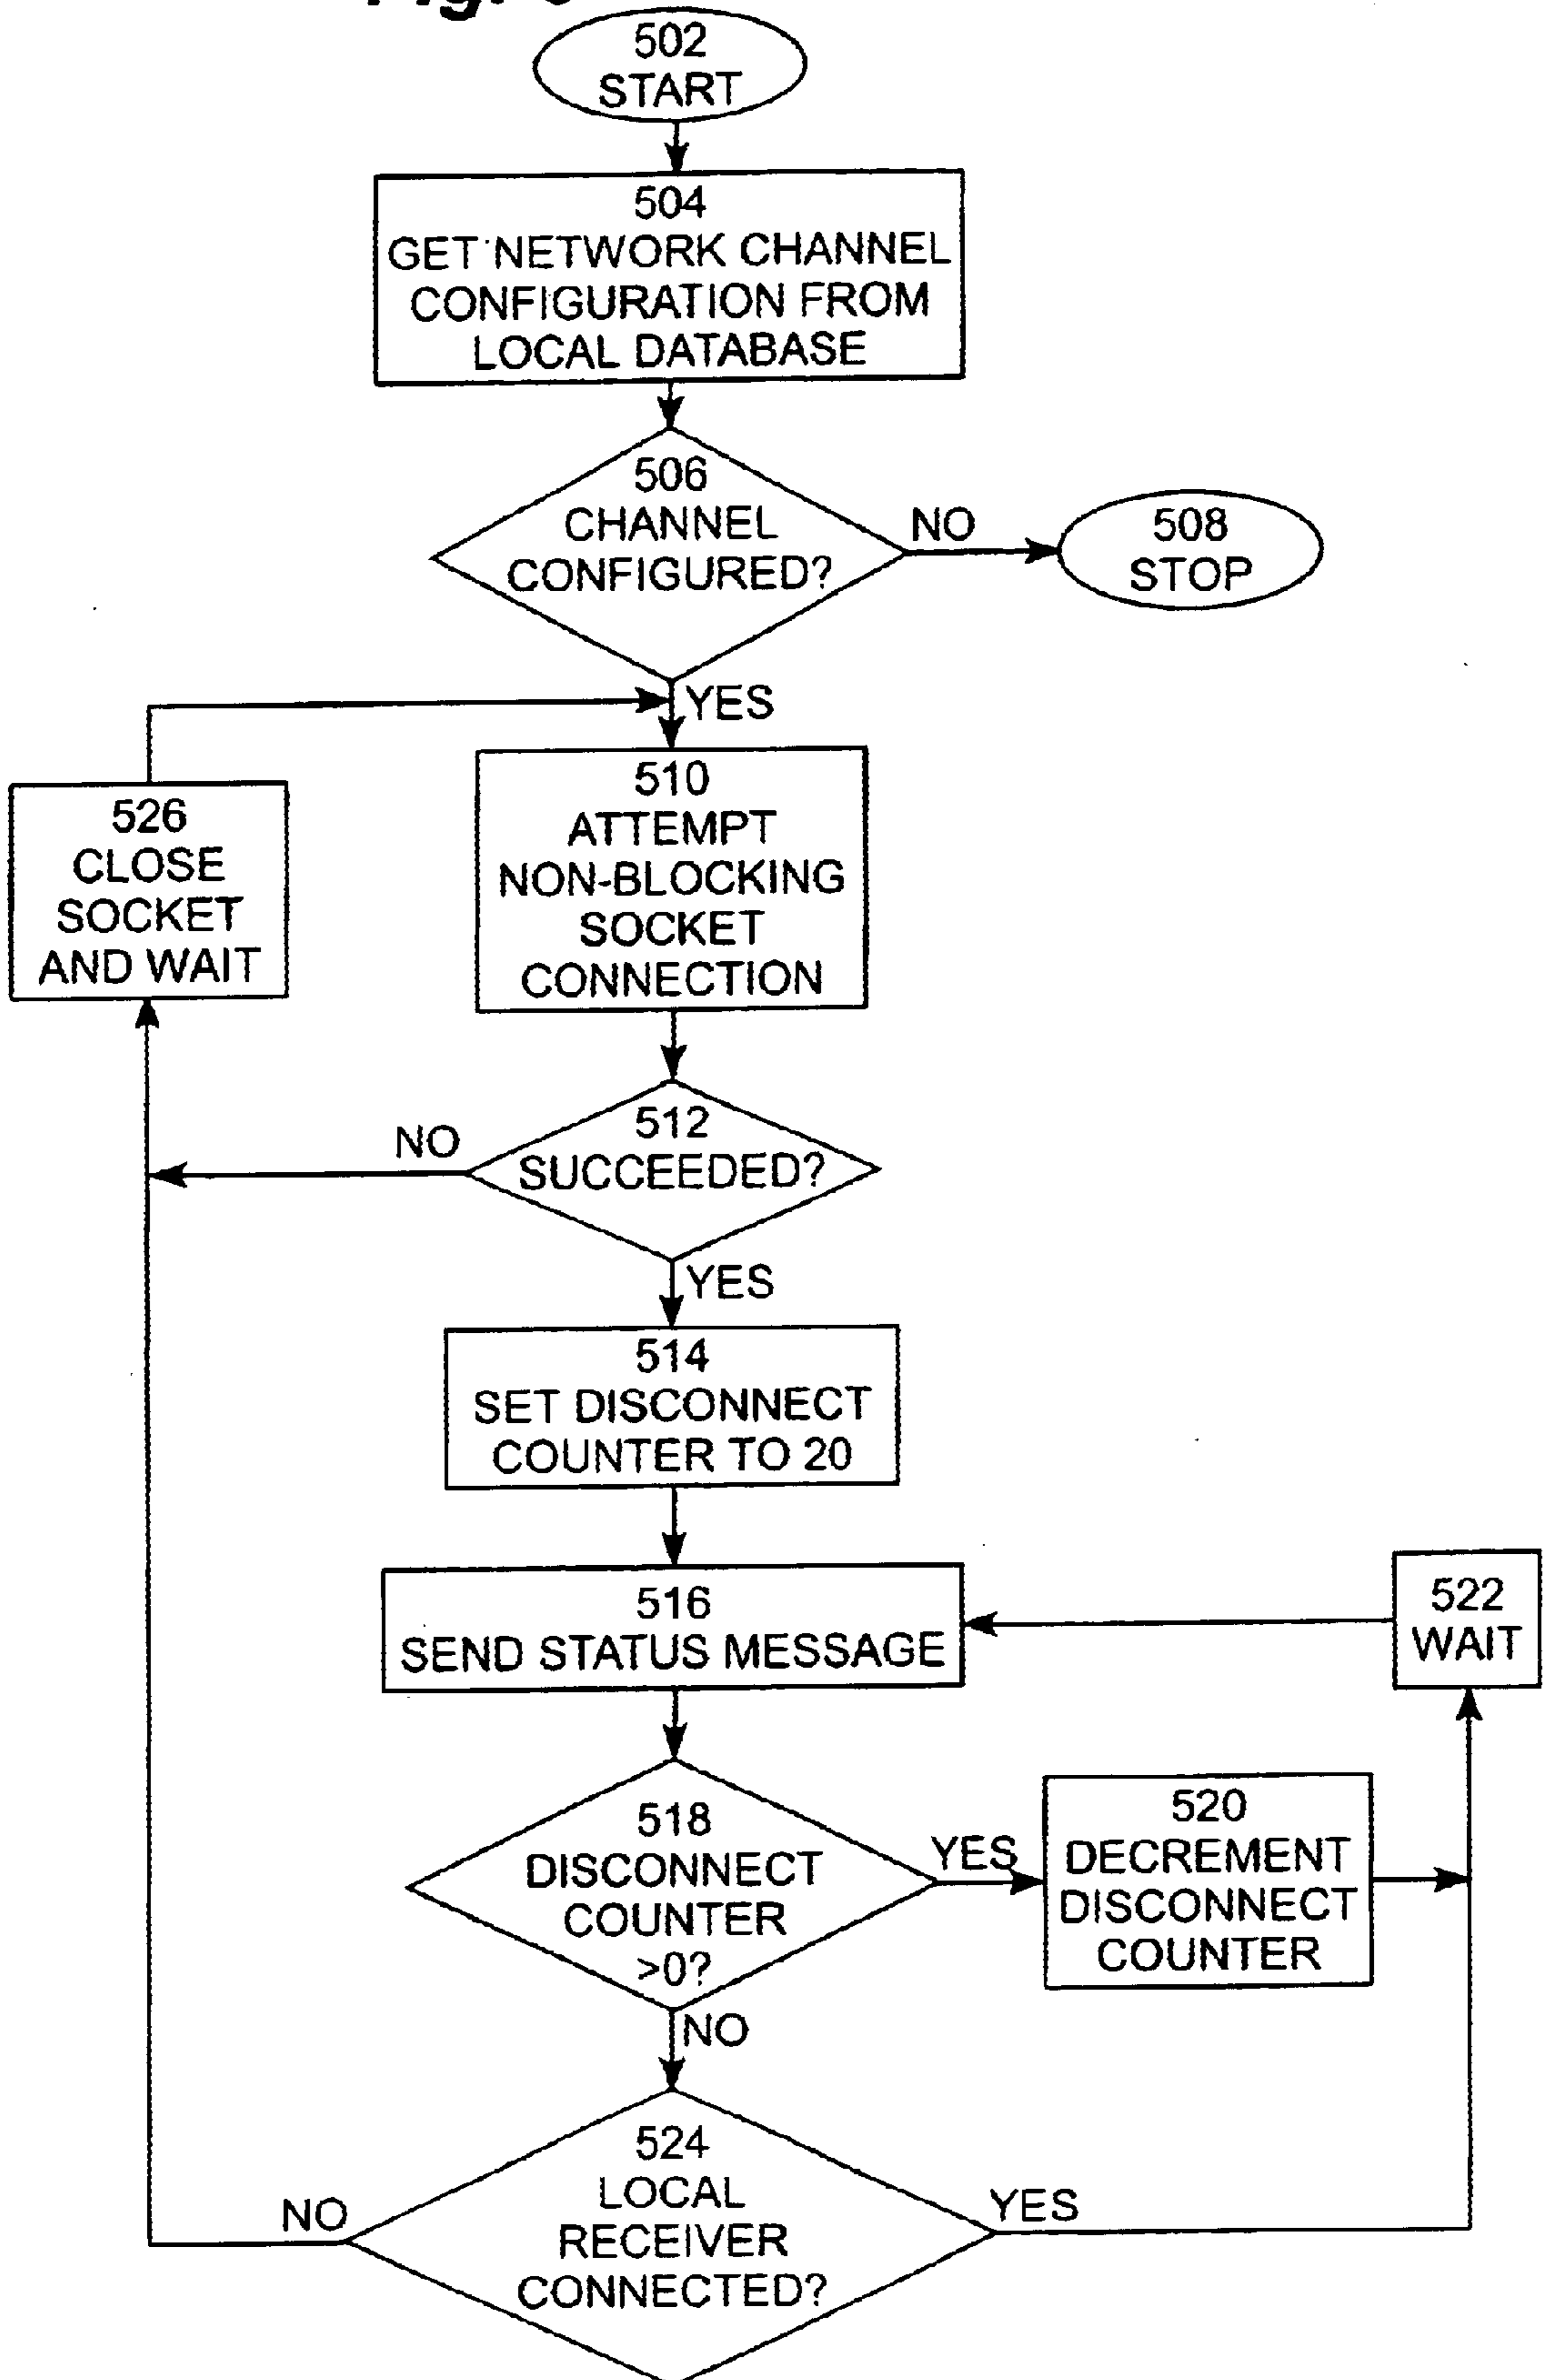 502
START
504
GET NETWORK CHANNEL
CONFIGURATION FROM
LOCAL DATABASE
506
CHANNEL
CONFIGURED?
NO
508
STOP
YES
526
CLOSE
SOCKET
AND WAIT
510
ATTEMPT
NON-BLOCKING
SOCKET
CONNECTION
NO
512
SUCCEEDED?
YES
514
SET DISCONNECT
COUNTER TO 20
516
SEND STATUS MESSAGE
522
WAIT
518
DISCONNECT
COUNTER
>0?
YES
520
DECREMENT
DISCONNECT
COUNTER
NO
524
LOCAL
RECEIVER
CONNECTED?
NO
YES